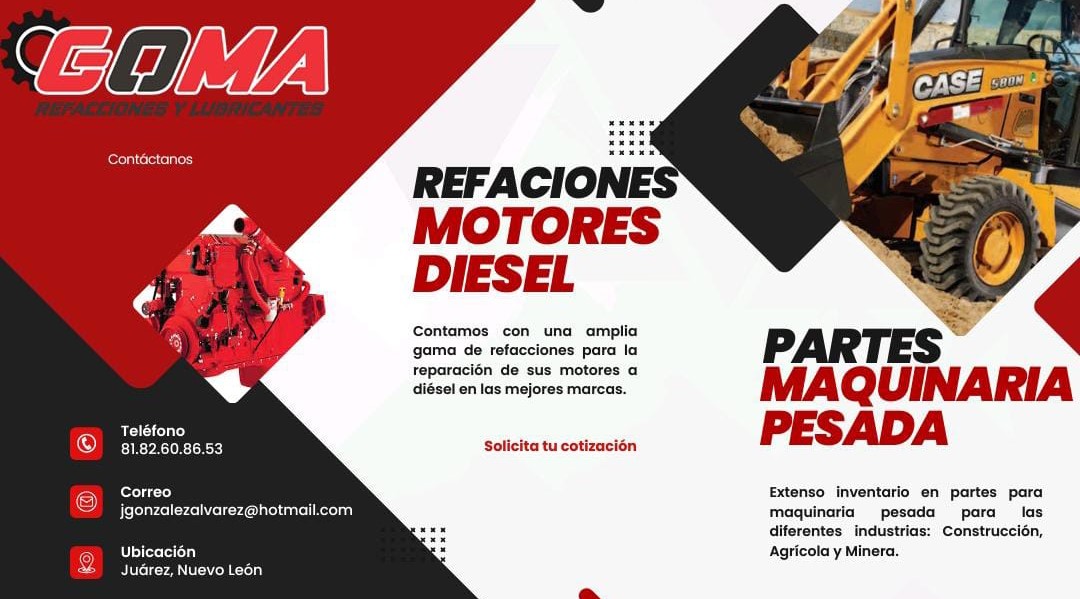 GOMA
REFACCIONES Y LUBRICANTES
Contáctanos
Teléfono
81.82.60.86.53
Correo
jgonzalezalvarez@hotmail.com
Ubicación
Juárez, Nuevo León
REFACIONES
MOTORES
DIESEL
Contamos con una amplia
gama de refacciones para la
reparación de sus motores a
diésel en las mejores marcas.
Solicita tu cotización
CASE 580N
PARTES
MAQUINARIA
PESADA
Extenso inventario en partes para
maquinaria pesada para las
diferentes industrias: Construcción,
Agrícola y Minera.